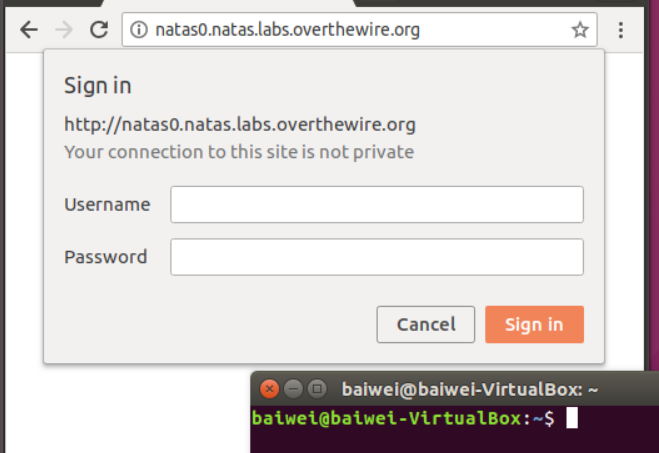 natas0.natas.labs.overthewire.org
Sign in
http://natas0.natas.labs.overthewire.org
Your connection to this site is not private
Username
Password
Cancel Sign in
baiwei@baiwei-VirtualBox: ~
baiwei@baiwei-VirtualBox:~$